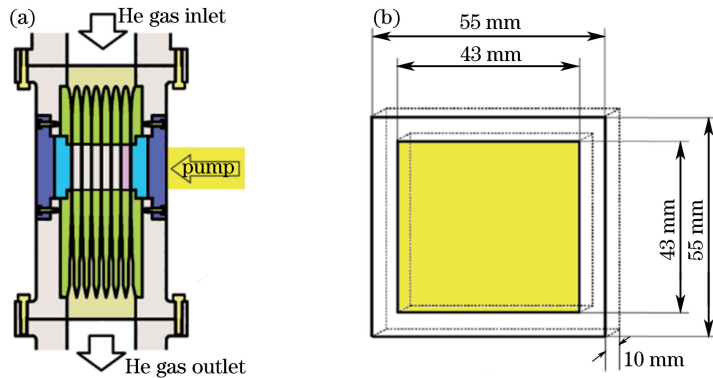 (a)
He gas inlet
pump
He gas outlet
(b)
55 mm
43 mm
43 mm
55 mm
10 mm